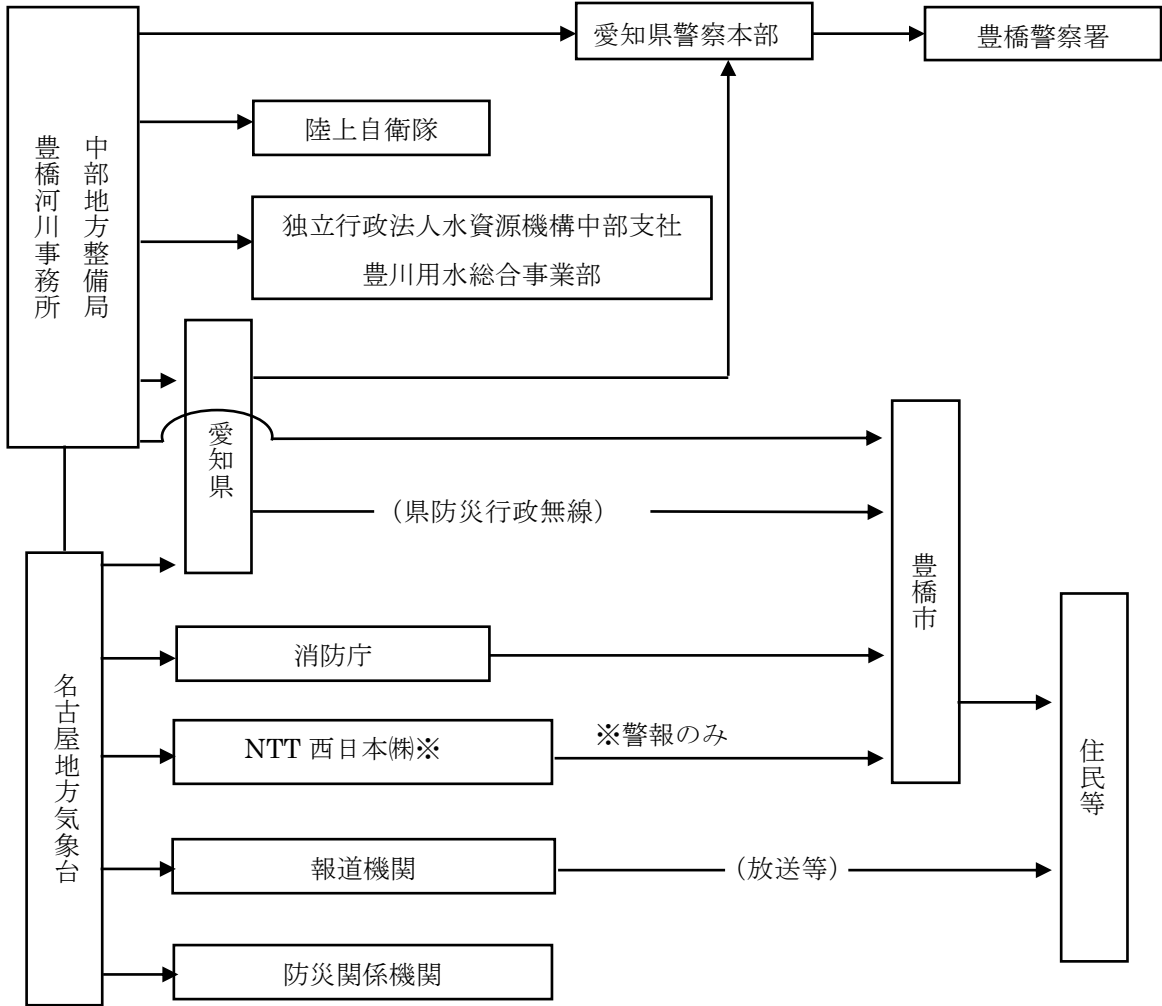 愛知県警察本部
豊橋警察署
中部地方整備局
豊橋河川事務所
陸上自衛隊
独立行政法人水資源機構中部支社
豊川用水総合事業部
愛知県
（県防災行政無線）
豊橋市
消防庁
名古屋地方気象台
NTT 西日本㈱※
※警報のみ
住民等
報道機関
（放送等）
防災関係機関